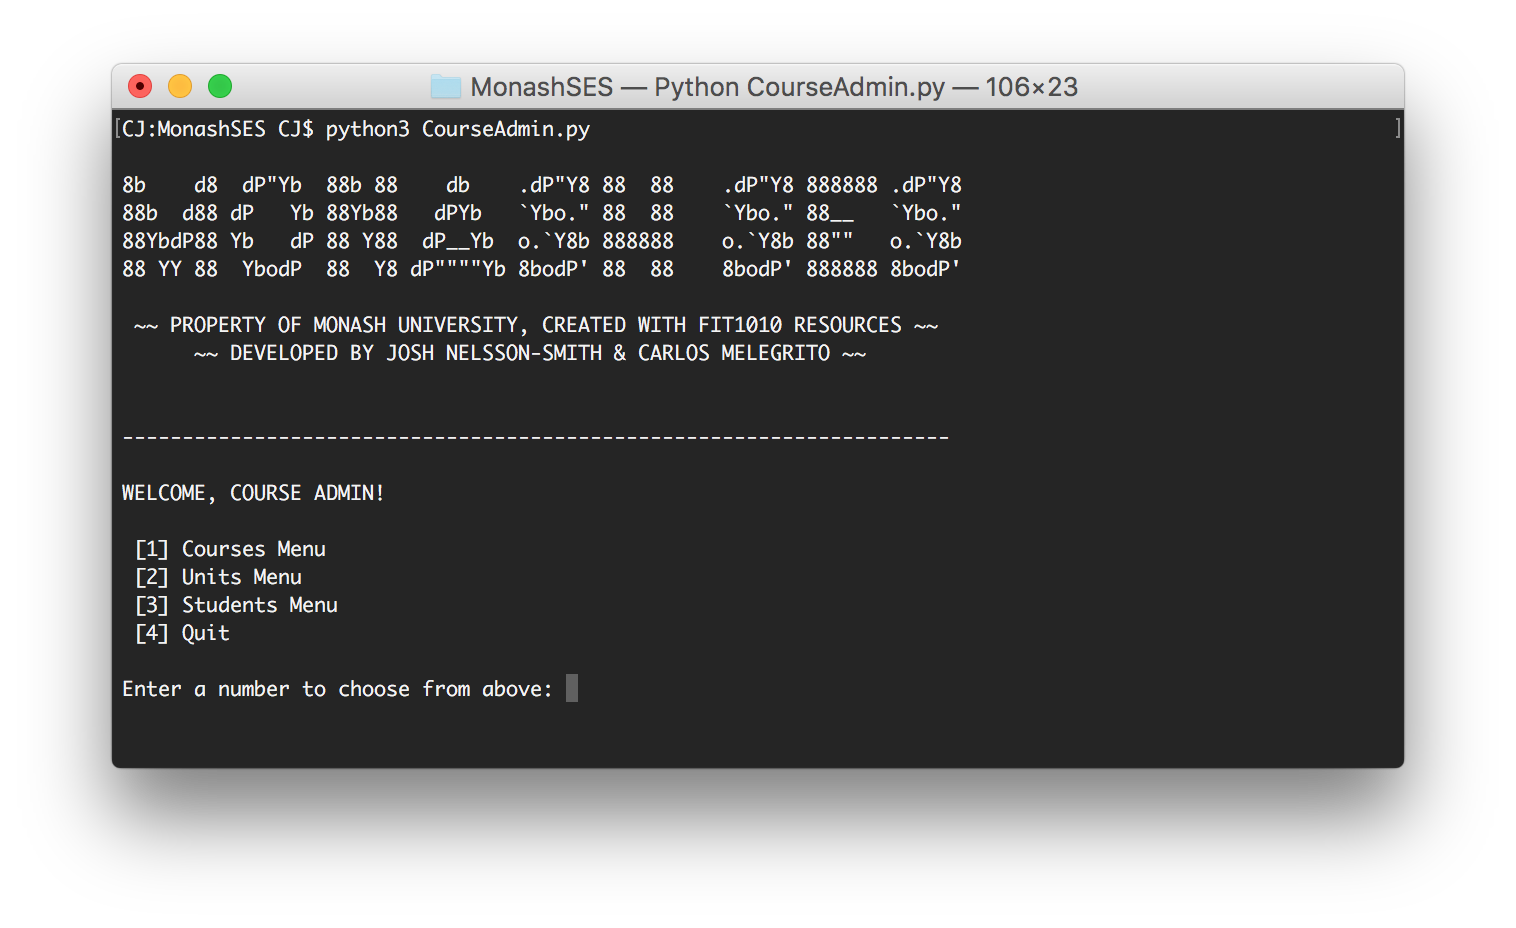 MonashSES — Python CourseAdmin.py — 106×23
[CJ:MonashSES CJ$ python3 CourseAdmin.py ]
8b    d8  dP"Yb  88b 88    db    .dP"Y8 88  88    .dP"Y8 888888 .dP"Y8
88b  d88 dP   Yb 88Yb88   dPYb   `Ybo." 88  88    `Ybo." 88__   `Ybo."
88YbdP88 Yb   dP 88 Y88  dP__Yb  o.`Y8b 888888    o.`Y8b 88""   o.`Y8b
88 YY 88  YbodP  88  Y8 dP""""Yb 8bodP' 88  88    8bodP' 888888 8bodP'
~~ PROPERTY OF MONASH UNIVERSITY, CREATED WITH FIT1010 RESOURCES ~~
~~ DEVELOPED BY JOSH NELSSON-SMITH & CARLOS MELEGRITO ~~
---------------------------------------------------------------------
WELCOME, COURSE ADMIN!
[1] Courses Menu
[2] Units Menu
[3] Students Menu
[4] Quit
Enter a number to choose from above: